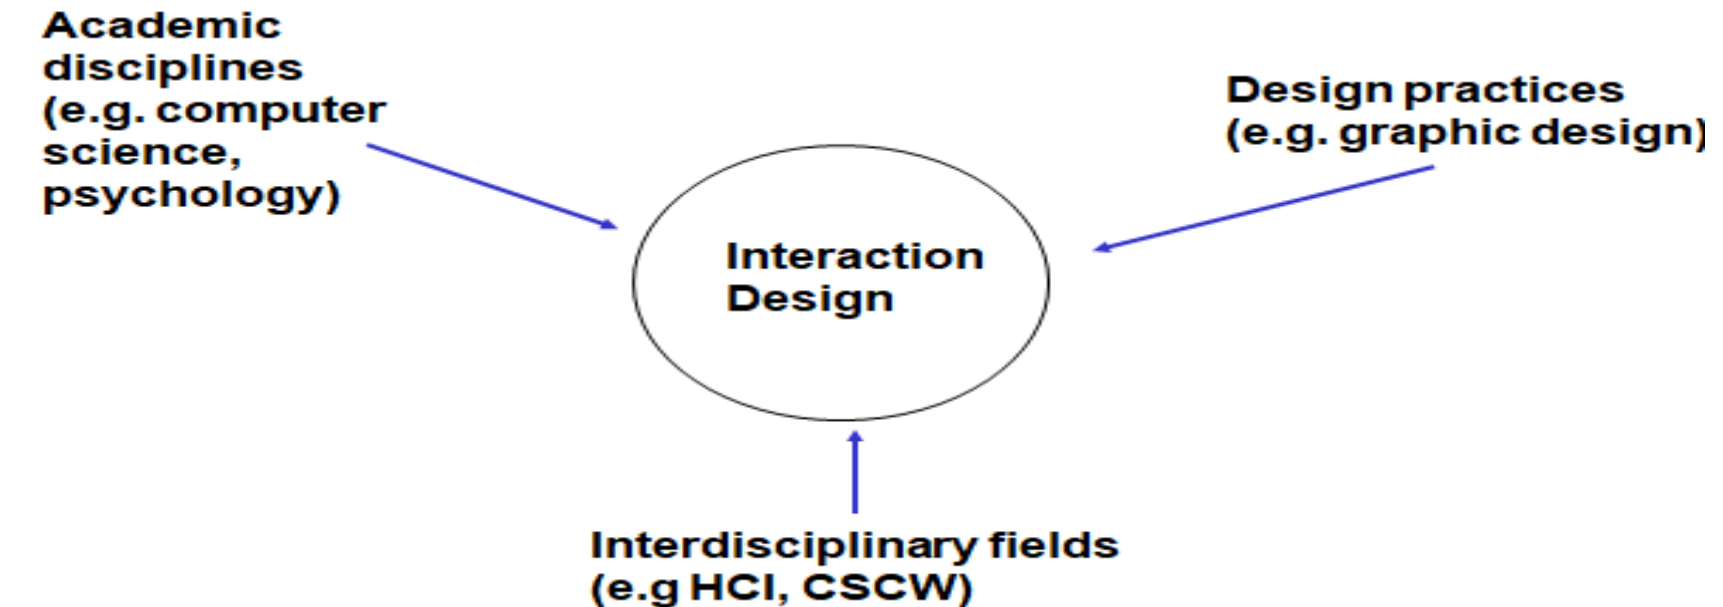 Academic
disciplines
(e.g. computer
science,
psychology)
Design practices
(e.g. graphic design)
Interaction
Design
Interdisciplinary fields
(e.g HCI, CSCW)